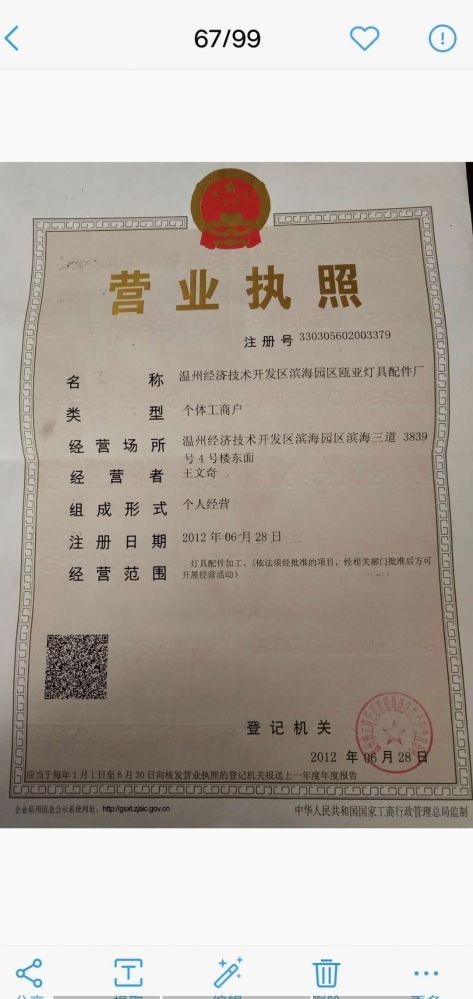 67/99
营业执照
注册号 330305602003379
名称 温州经济技术开发区滨海园区瓯亚灯具配件厂
类型 个体工商户
经营场所 温州经济技术开发区滨海园区滨海三道 3839
号4号楼东面
经营者 王文奇
组成形式 个人经营
注册日期 2012年06月28日
经营范围 灯具配件加工。(依法须经批准的项目，经相关部门批准后方可
开展经营活动)
登记机关
2012 年 06 月 28 日
应当于每年1月1日至6月30日向核发营业执照的登记机关报送上一年度年度报告
企业信用信息公示系统网址：http://gsxt.zjaic.gov.cn 中华人民共和国国家工商行政管理总局监制